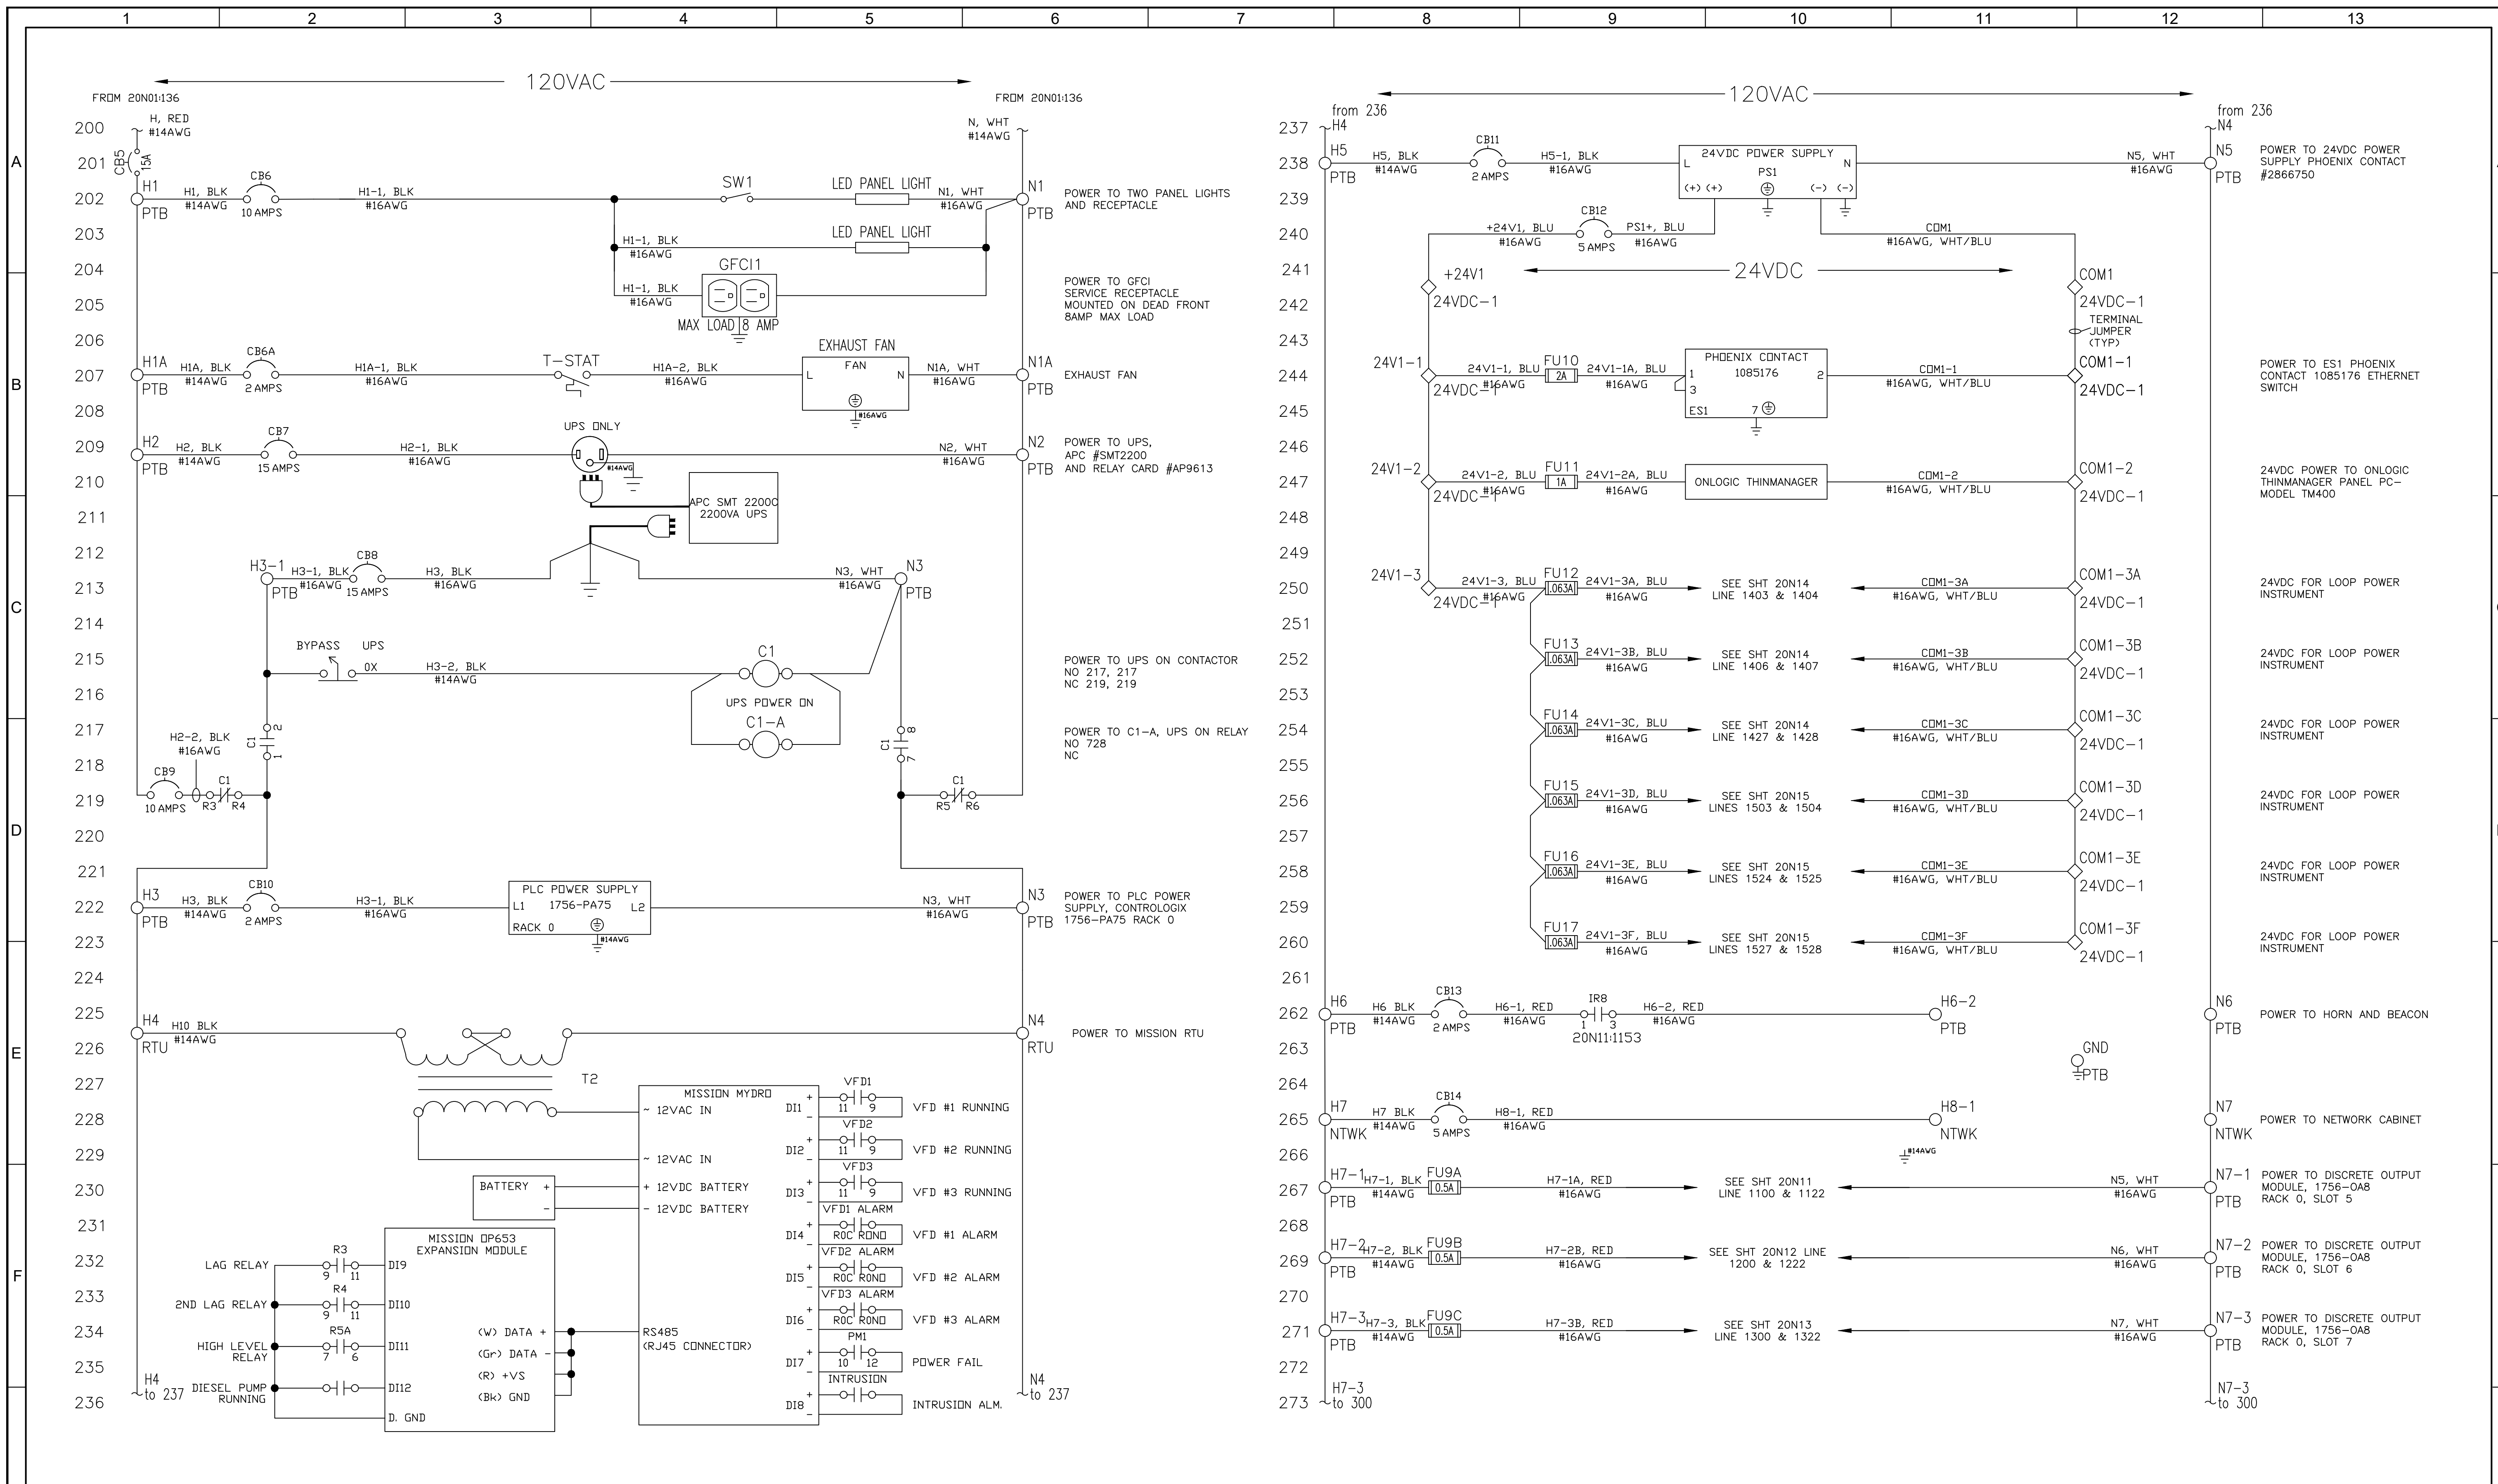 1 2 3 4 5 6 7 8 9 10 11 12 13
A
B
C
D
E
F
120VAC
FROM 20N01:136
FROM 20N01:136
200
H, RED
#14AWG
N, WHT
#14AWG
201
CB5
15A
202
H1
PTB
H1, BLK
#14AWG
CB6
10 AMPS
H1-1, BLK
#16AWG
SW1
LED PANEL LIGHT
N1, WHT
#16AWG
N1
PTB
POWER TO TWO PANEL LIGHTS
AND RECEPTACLE
203
H1-1, BLK
#16AWG
LED PANEL LIGHT
204
GFCI1
205
H1-1, BLK
#16AWG
MAX LOAD 8 AMP
POWER TO GFCI
SERVICE RECEPTACLE
MOUNTED ON DEAD FRONT
8AMP MAX LOAD
206
207
H1A
PTB
H1A, BLK
#14AWG
CB6A
2 AMPS
H1A-1, BLK
#16AWG
T-STAT
H1A-2, BLK
#16AWG
EXHAUST FAN
FAN
L N
#16AWG
N1A, WHT
#16AWG
N1A
PTB
EXHAUST FAN
208
209
H2
PTB
H2, BLK
#14AWG
CB7
15 AMPS
H2-1, BLK
#16AWG
UPS ONLY
#14AWG
N2, WHT
#16AWG
N2
PTB
POWER TO UPS,
APC #SMT2200
AND RELAY CARD #AP9613
210
APC SMT 2200C
2200VA UPS
211
212
213
H3-1
PTB
H3-1, BLK
#16AWG
CB8
15 AMPS
H3, BLK
#16AWG
N3, WHT
#16AWG
N3
PTB
214
215
BYPASS UPS
OX
H3-2, BLK
#14AWG
C1
POWER TO UPS ON CONTACTOR
NO 217, 217
NC 219, 219
216
UPS POWER ON
217
C1-A
H2-2, BLK
#16AWG
C1
2
1
C1
8
7
POWER TO C1-A, UPS ON RELAY
NO 728
NC
218
219
CB9
10 AMPS
C1
R3 R4
C1
R5 R6
220
221
222
H3
PTB
H3, BLK
#14AWG
CB10
2 AMPS
H3-1, BLK
#16AWG
PLC POWER SUPPLY
1756-PA75
L1 L2
RACK 0
#14AWG
N3, WHT
#16AWG
N3
PTB
POWER TO PLC POWER
SUPPLY, CONTROLOGIX
1756-PA75 RACK 0
223
224
225
H4
RTU
H10 BLK
#14AWG
N4
RTU
POWER TO MISSION RTU
226
227
T2
228
MISSION MYDRO
~ 12VAC IN
~ 12VAC IN
+ 12VDC BATTERY
- 12VDC BATTERY
RS485
(RJ45 CONNECTOR)
DI1
+
-
VFD1
11 9
VFD #1 RUNNING
DI2
+
-
VFD2
11 9
VFD #2 RUNNING
229
DI3
+
-
VFD3
11 9
VFD #3 RUNNING
230
BATTERY +
-
DI4
+
-
VFD1 ALARM
ROC RONO
VFD #1 ALARM
231
DI5
+
-
VFD2 ALARM
ROC RONO
VFD #2 ALARM
232
DI6
+
-
VFD3 ALARM
ROC RONO
VFD #3 ALARM
233
DI7
+
-
PM1
10 12
POWER FAIL
234
DI8
+
-
INTRUSION
INTRUSION ALM.
235
236
MISSION OP653
EXPANSION MODULE
LAG RELAY
R3
9 11
DI9
2ND LAG RELAY
R4
9 11
DI10
HIGH LEVEL
RELAY
R5A
7 6
DI11
DIESEL PUMP
RUNNING
DI12
D. GND
(W) DATA +
(Gr) DATA -
(R) +VS
(Bk) GND
H4
to 237
N4
to 237
120VAC
from 236
H4
from 236
N4
237
238
H5
PTB
H5, BLK
#14AWG
CB11
2 AMPS
H5-1, BLK
#16AWG
24VDC POWER SUPPLY
L N
PS1
(+) (+) (-) (-)
N5, WHT
#16AWG
N5
PTB
POWER TO 24VDC POWER
SUPPLY PHOENIX CONTACT
#2866750
239
240
+24V1, BLU
#16AWG
CB12
5 AMPS
PS1+, BLU
#16AWG
COM1
#16AWG, WHT/BLU
241
24VDC
242
+24V1
24VDC-1
COM1
24VDC-1
243
TERMINAL
JUMPER
(TYP)
244
24V1-1
24VDC-1
24V1-1, BLU
#16AWG
FU10
2A
24V1-1A, BLU
#16AWG
PHOENIX CONTACT
1085176
1 2
3
ES1 7
COM1-1
#16AWG, WHT/BLU
COM1-1
24VDC-1
POWER TO ES1 PHOENIX
CONTACT 1085176 ETHERNET
SWITCH
245
246
247
24V1-2
24VDC-1
24V1-2, BLU
#16AWG
FU11
1A
24V1-2A, BLU
#16AWG
ONLOGIC THINMANAGER
COM1-2
#16AWG, WHT/BLU
COM1-2
24VDC-1
24VDC POWER TO ONLOGIC
THINMANAGER PANEL PC-
MODEL TM400
248
249
250
24V1-3
24VDC-1
24V1-3, BLU
#16AWG
FU12
.063A
24V1-3A, BLU
#16AWG
SEE SHT 20N14
LINE 1403 & 1404
COM1-3A
#16AWG, WHT/BLU
COM1-3A
24VDC-1
24VDC FOR LOOP POWER
INSTRUMENT
251
252
FU13
.063A
24V1-3B, BLU
#16AWG
SEE SHT 20N14
LINE 1406 & 1407
COM1-3B
#16AWG, WHT/BLU
COM1-3B
24VDC-1
24VDC FOR LOOP POWER
INSTRUMENT
253
254
FU14
.063A
24V1-3C, BLU
#16AWG
SEE SHT 20N14
LINE 1427 & 1428
COM1-3C
#16AWG, WHT/BLU
COM1-3C
24VDC-1
24VDC FOR LOOP POWER
INSTRUMENT
255
256
FU15
.063A
24V1-3D, BLU
#16AWG
SEE SHT 20N15
LINES 1503 & 1504
COM1-3D
#16AWG, WHT/BLU
COM1-3D
24VDC-1
24VDC FOR LOOP POWER
INSTRUMENT
257
258
FU16
.063A
24V1-3E, BLU
#16AWG
SEE SHT 20N15
LINES 1524 & 1525
COM1-3E
#16AWG, WHT/BLU
COM1-3E
24VDC-1
24VDC FOR LOOP POWER
INSTRUMENT
259
260
FU17
.063A
24V1-3F, BLU
#16AWG
SEE SHT 20N15
LINES 1527 & 1528
COM1-3F
#16AWG, WHT/BLU
COM1-3F
24VDC-1
24VDC FOR LOOP POWER
INSTRUMENT
261
262
H6
PTB
H6 BLK
#14AWG
CB13
2 AMPS
H6-1, RED
#16AWG
IR8
1 3
20N11:1153
H6-2, RED
#16AWG
H6-2
PTB
N6
PTB
POWER TO HORN AND BEACON
263
GND
PTB
264
265
H7
NTWK
H7 BLK
#14AWG
CB14
5 AMPS
H8-1, RED
#16AWG
H8-1
NTWK
N7
NTWK
POWER TO NETWORK CABINET
266
#14AWG
267
H7-1
PTB
H7-1, BLK
#14AWG
FU9A
0.5A
H7-1A, RED
#16AWG
SEE SHT 20N11
LINE 1100 & 1122
N5, WHT
#16AWG
N7-1
PTB
POWER TO DISCRETE OUTPUT
MODULE, 1756-OA8
RACK 0, SLOT 5
268
269
H7-2
PTB
H7-2, BLK
#14AWG
FU9B
0.5A
H7-2B, RED
#16AWG
SEE SHT 20N12 LINE
1200 & 1222
N6, WHT
#16AWG
N7-2
PTB
POWER TO DISCRETE OUTPUT
MODULE, 1756-OA8
RACK 0, SLOT 6
270
271
H7-3
PTB
H7-3, BLK
#14AWG
FU9C
0.5A
H7-3B, RED
#16AWG
SEE SHT 20N13
LINE 1300 & 1322
N7, WHT
#16AWG
N7-3
PTB
POWER TO DISCRETE OUTPUT
MODULE, 1756-OA8
RACK 0, SLOT 7
272
273
H7-3
to 300
N7-3
to 300